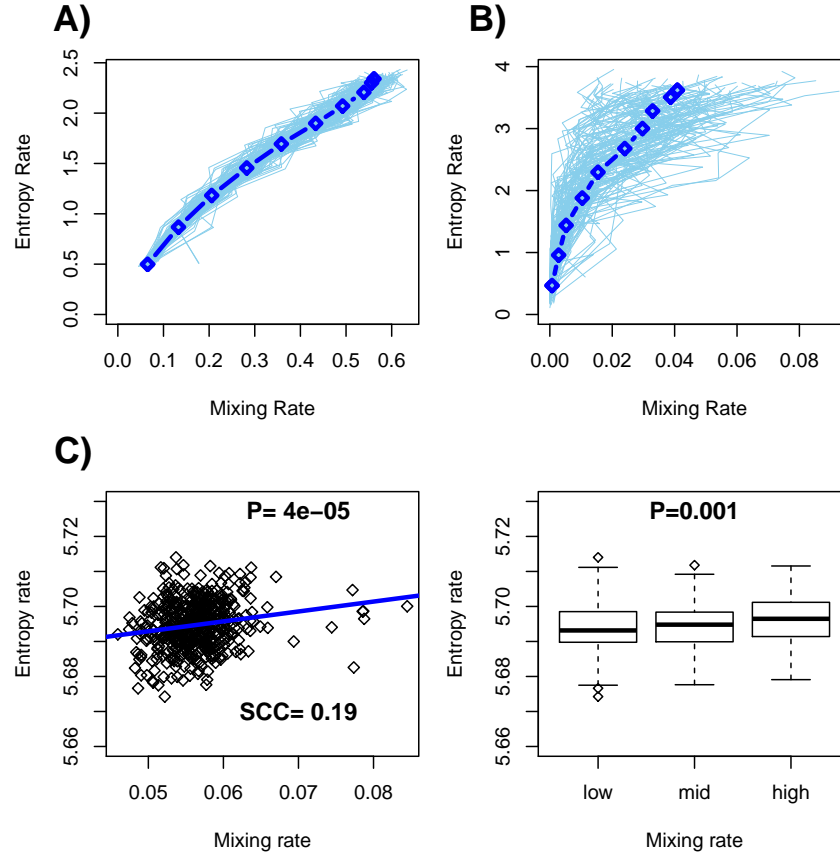 A)
Entropy Rate
0.0 0.5 1.0 1.5 2.0 2.5
0.0 0.1 0.2 0.3 0.4 0.5 0.6
Mixing Rate
B)
Entropy Rate
0 1 2 3 4
0.00 0.02 0.04 0.06 0.08
Mixing Rate
C)
Entropy rate
5.66 5.68 5.70 5.72
P= 4e−05
SCC= 0.19
0.05 0.06 0.07 0.08
Mixing rate
Entropy rate
5.66 5.68 5.70 5.72
P=0.001
low mid high
Mixing rate